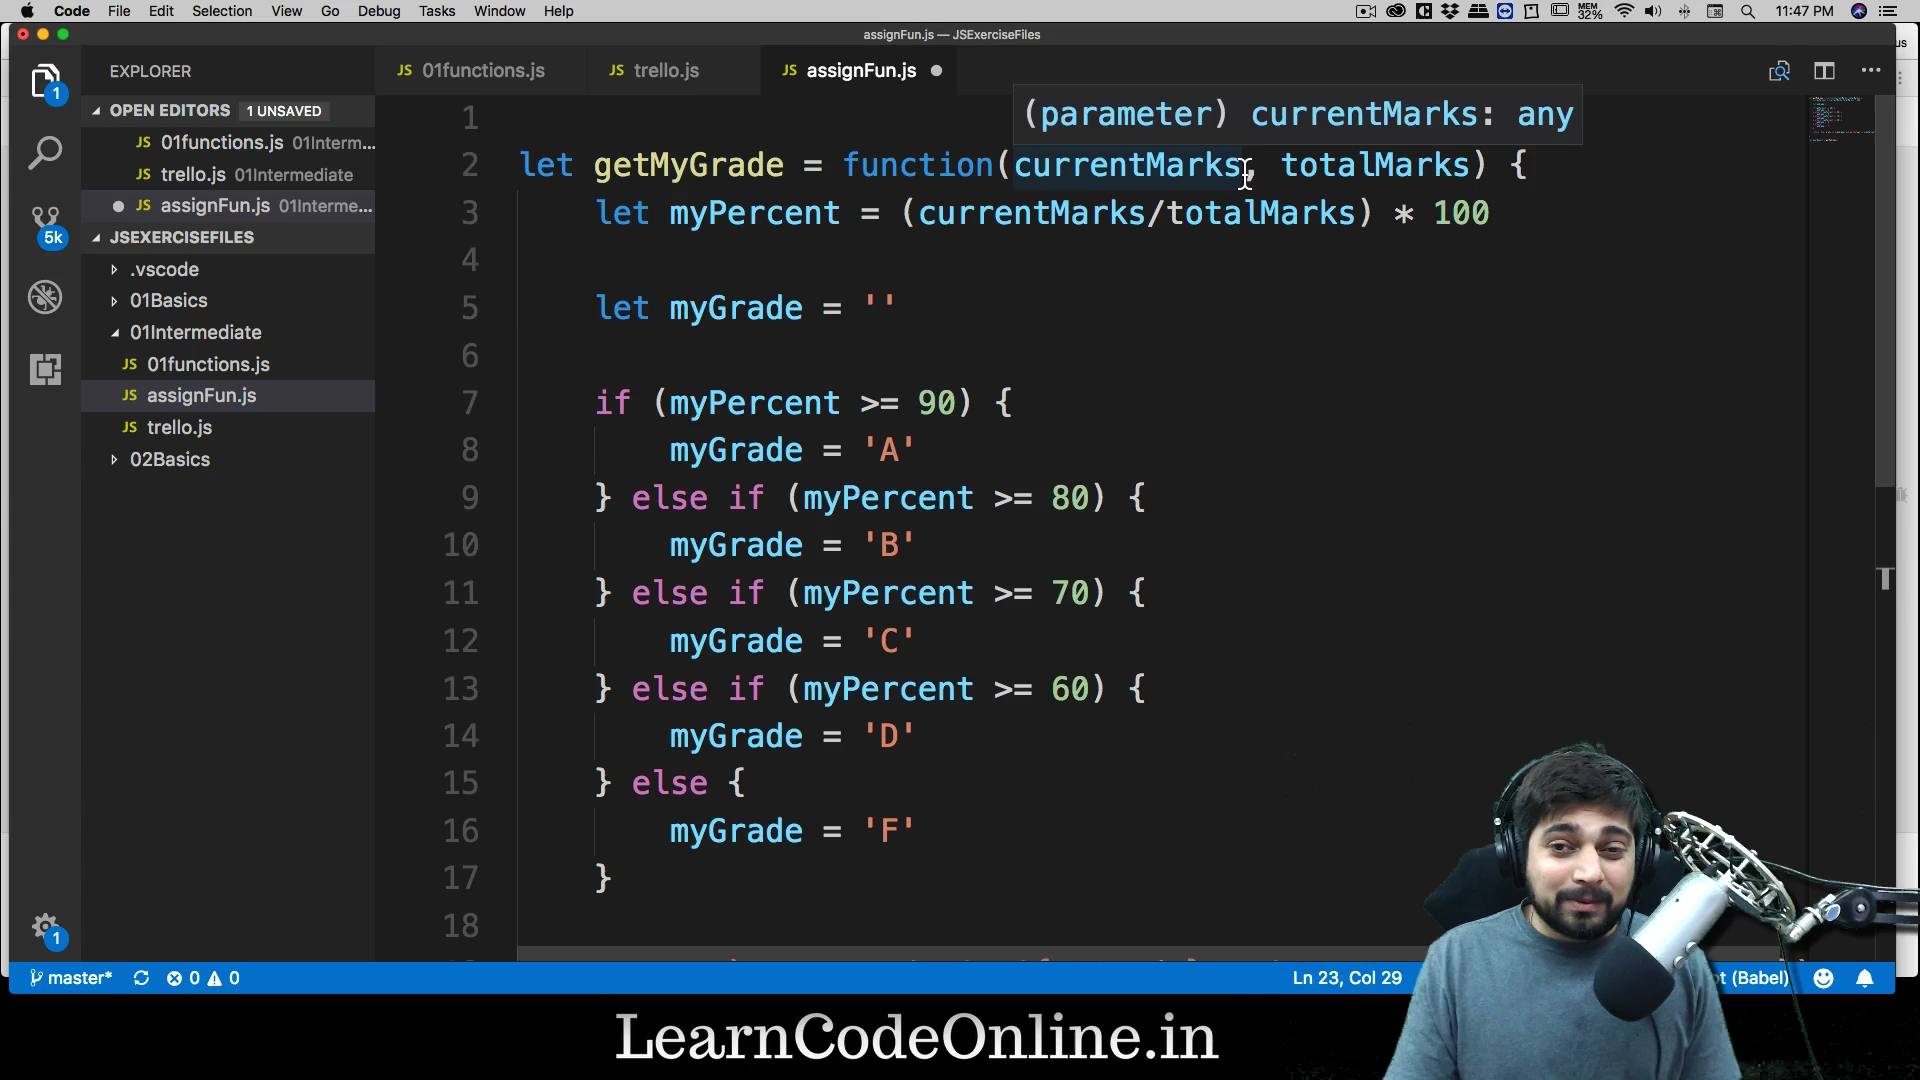 Code File Edit Selection View Go Debug Tasks Window Help MEM 32% 11:47 PM
assignFun.js — JSExerciseFiles
EXPLORER
JS 01functions.js JS trello.js JS assignFun.js
OPEN EDITORS 1 UNSAVED
JS 01functions.js 01Interm...
JS trello.js 01Intermediate
JS assignFun.js 01Interme...
JSEXERCISEFILES
.vscode
01Basics
01Intermediate
JS 01functions.js
JS assignFun.js
JS trello.js
02Basics
1
5k
1
(parameter) currentMarks: any
1
2 let getMyGrade = function(currentMarks, totalMarks) {
3 let myPercent = (currentMarks/totalMarks) * 100
4
5 let myGrade = ''
6
7 if (myPercent >= 90) {
8 myGrade = 'A'
9 } else if (myPercent >= 80) {
10 myGrade = 'B'
11 } else if (myPercent >= 70) {
12 myGrade = 'C'
13 } else if (myPercent >= 60) {
14 myGrade = 'D'
15 } else {
16 myGrade = 'F'
17 }
18
master* 0 0 Ln 23, Col 29 (Babel)
LearnCodeOnline.in